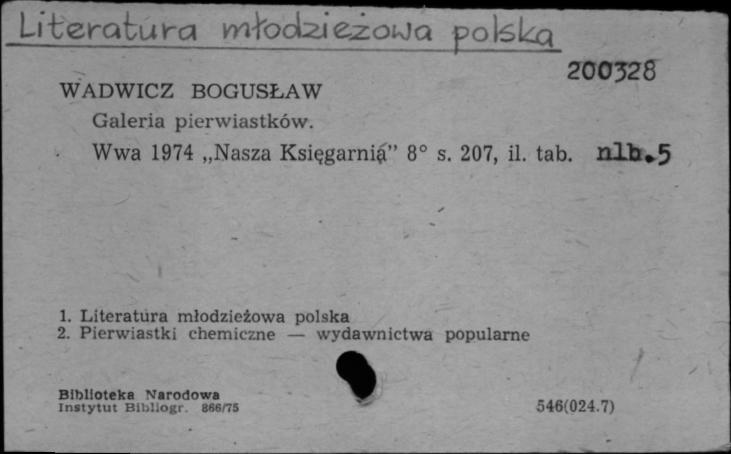 Literatura młodzieżowa polska
200328
WADWICZ BOGUSŁAW
Galeria pierwiastków.
Wwa 1974 „Nasza Księgarnia” 8° s. 207, il. tab. nlb.5
1. Literatura młodzieżowa polska
2. Pierwiastki chemiczne — wydawnictwa popularne
Biblioteka Narodowa
Instytut Bibliogr. 866/75
546(024.7)